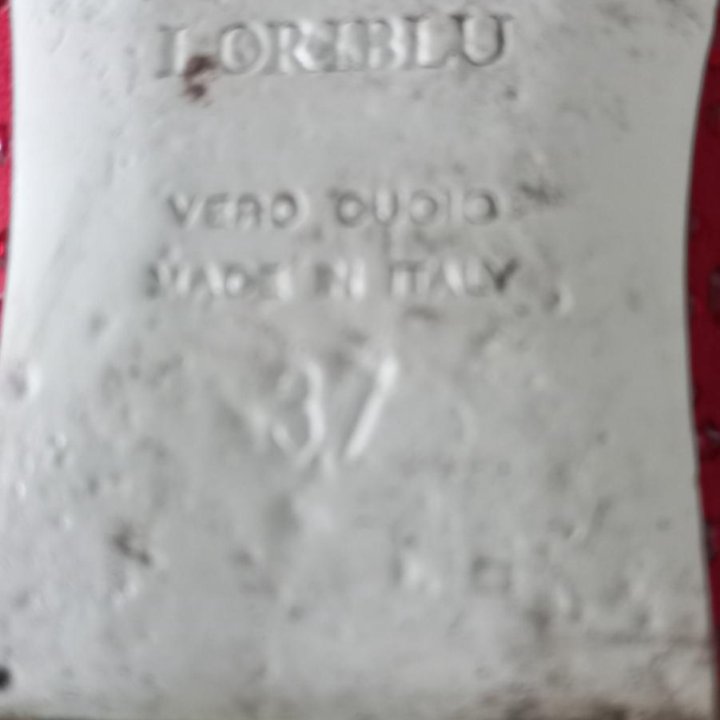 LORIBLU
VERO CUOIO
MADE IN ITALY
37